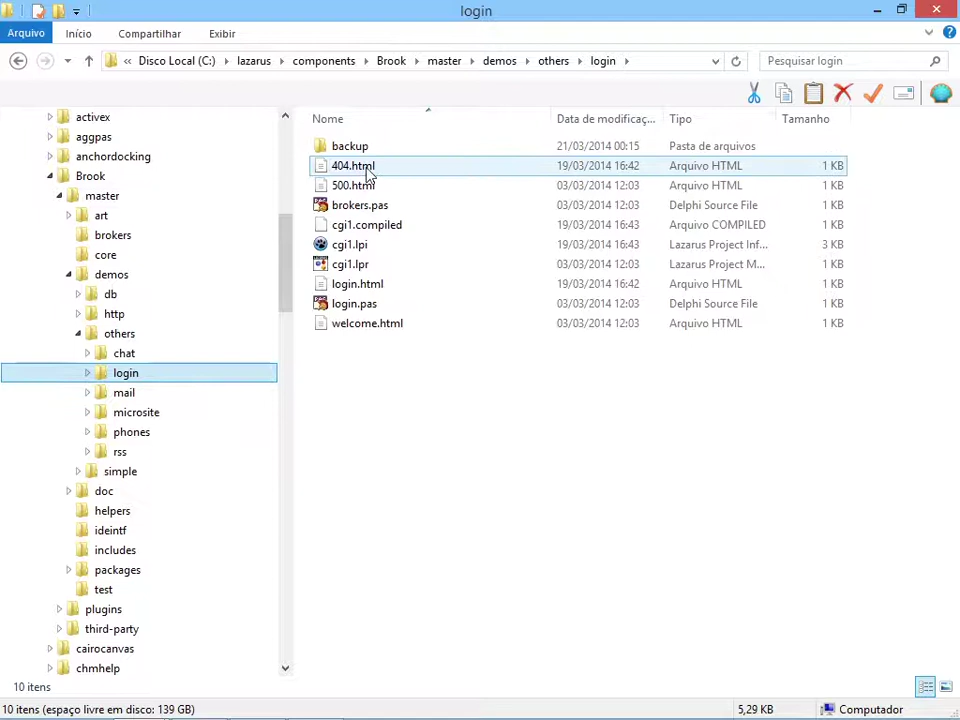 login
Arquivo Início Compartilhar Exibir
« Disco Local (C:) lazarus components Brook master demos others login Pesquisar login
Nome Data de modificaç... Tipo Tamanho
activex
aggpas
anchordocking
Brook
master
art
brokers
core
demos
db
http
others
chat
login
mail
microsite
phones
rss
simple
doc
helpers
ideintf
includes
packages
test
plugins
third-party
cairocanvas
chmhelp
backup 21/03/2014 00:15 Pasta de arquivos
404.html 19/03/2014 16:42 Arquivo HTML 1 KB
500.html 03/03/2014 12:03 Arquivo HTML 1 KB
brokers.pas 03/03/2014 12:03 Delphi Source File 1 KB
cgi1.compiled 19/03/2014 16:43 Arquivo COMPILED 1 KB
cgi1.lpi 19/03/2014 16:43 Lazarus Project Inf... 3 KB
cgi1.lpr 03/03/2014 12:03 Lazarus Project M... 1 KB
login.html 19/03/2014 16:42 Arquivo HTML 1 KB
login.pas 03/03/2014 12:03 Delphi Source File 1 KB
welcome.html 03/03/2014 12:03 Arquivo HTML 1 KB
10 itens
10 itens (espaço livre em disco: 139 GB) 5,29 KB Computador